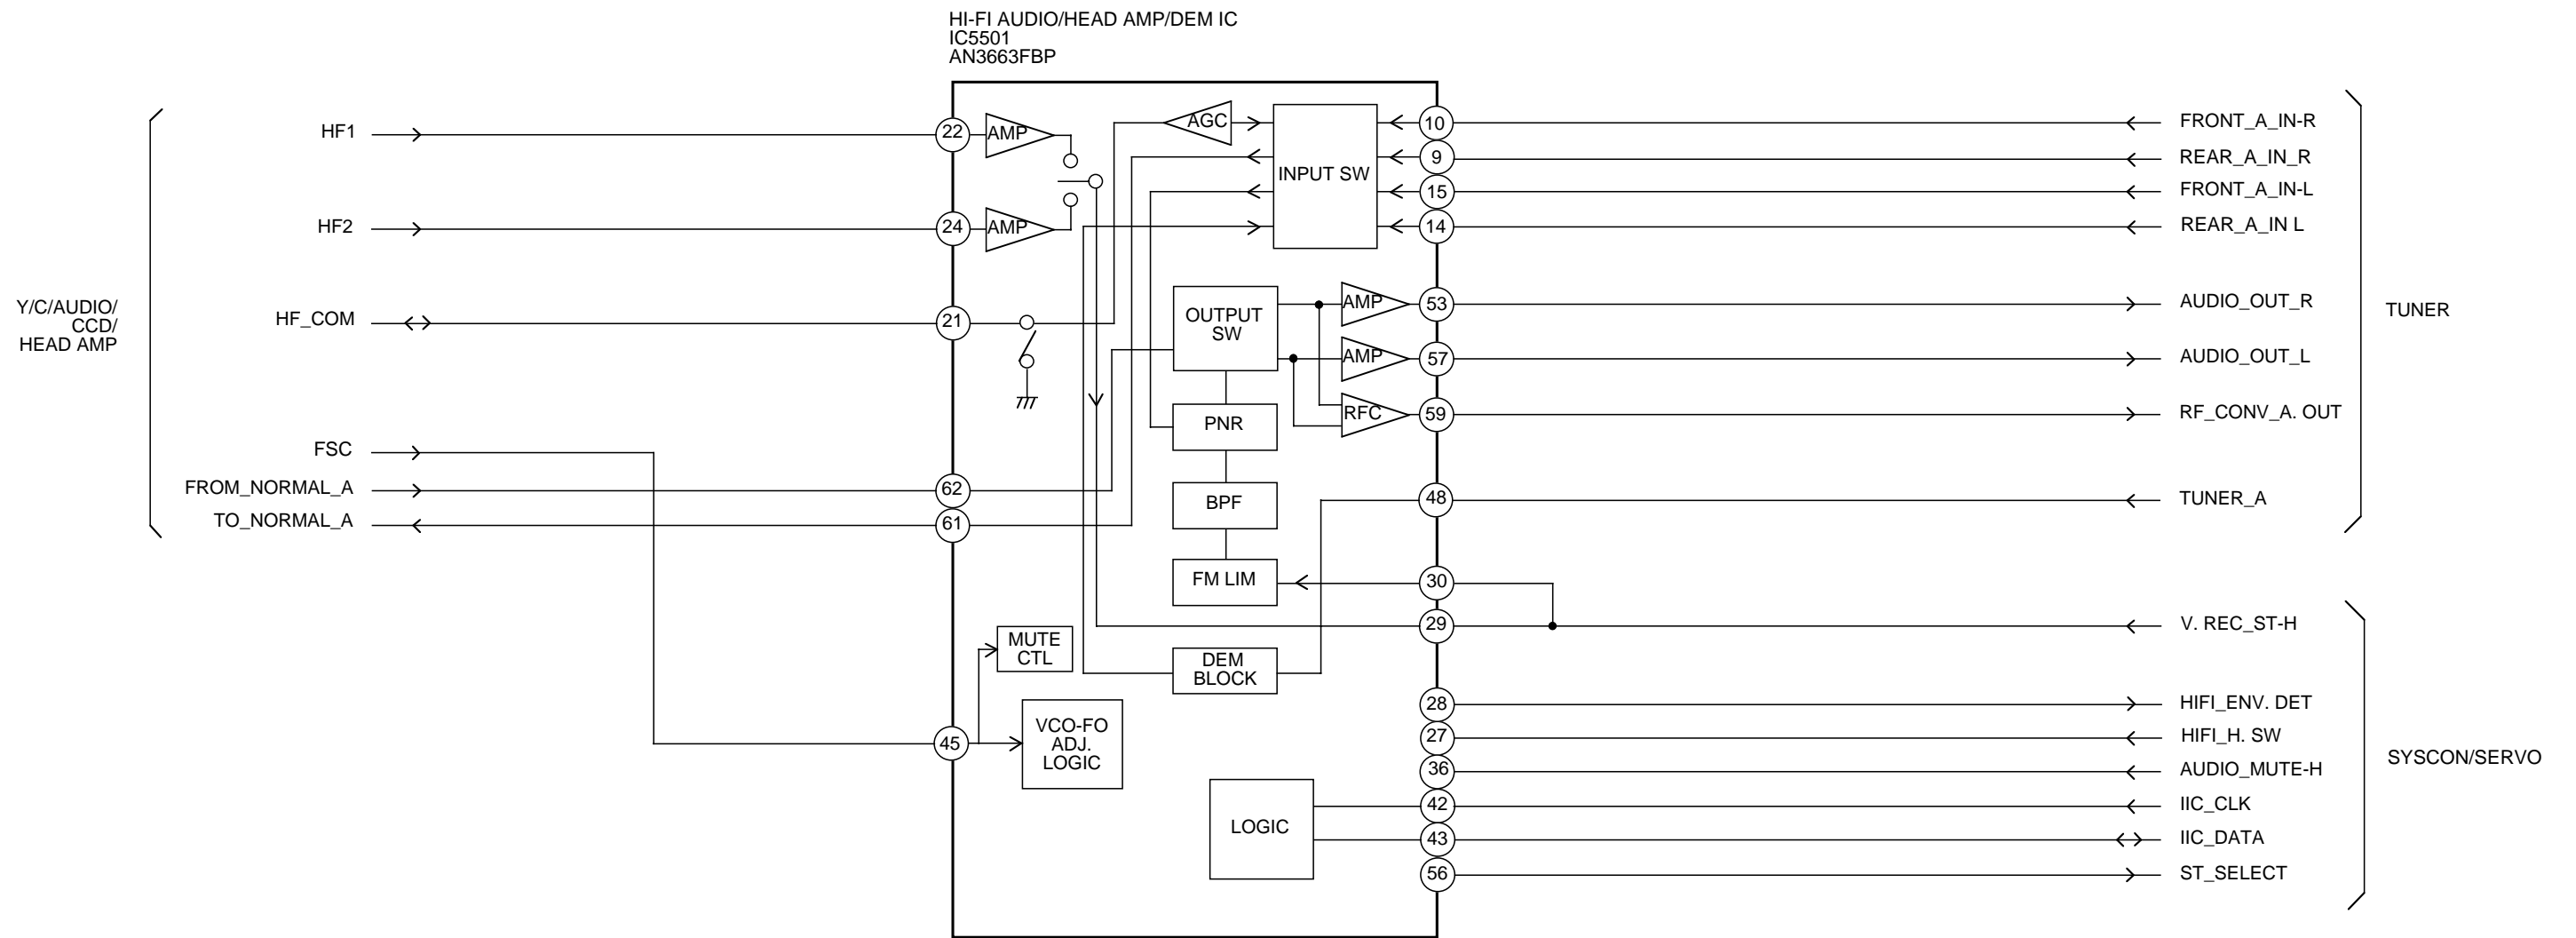 HI-FI AUDIO/HEAD AMP/DEM IC
IC5501
AN3663FBP
Y/C/AUDIO/
CCD/
HEAD AMP
HF1
HF2
HF_COM
FSC
FROM_NORMAL_A
TO_NORMAL_A
22
24
21
62
61
45
AMP
AMP
AGC
INPUT SW
OUTPUT
SW
AMP
AMP
RFC
PNR
BPF
FM LIM
DEM
BLOCK
MUTE
CTL
VCO-FO
ADJ.
LOGIC
LOGIC
10
9
15
14
53
57
59
48
30
29
28
27
36
42
43
56
FRONT_A_IN-R
REAR_A_IN_R
FRONT_A_IN-L
REAR_A_IN L
AUDIO_OUT_R
AUDIO_OUT_L
RF_CONV_A. OUT
TUNER_A
TUNER
V. REC_ST-H
HIFI_ENV. DET
HIFI_H. SW
AUDIO_MUTE-H
IIC_CLK
IIC_DATA
ST_SELECT
SYSCON/SERVO